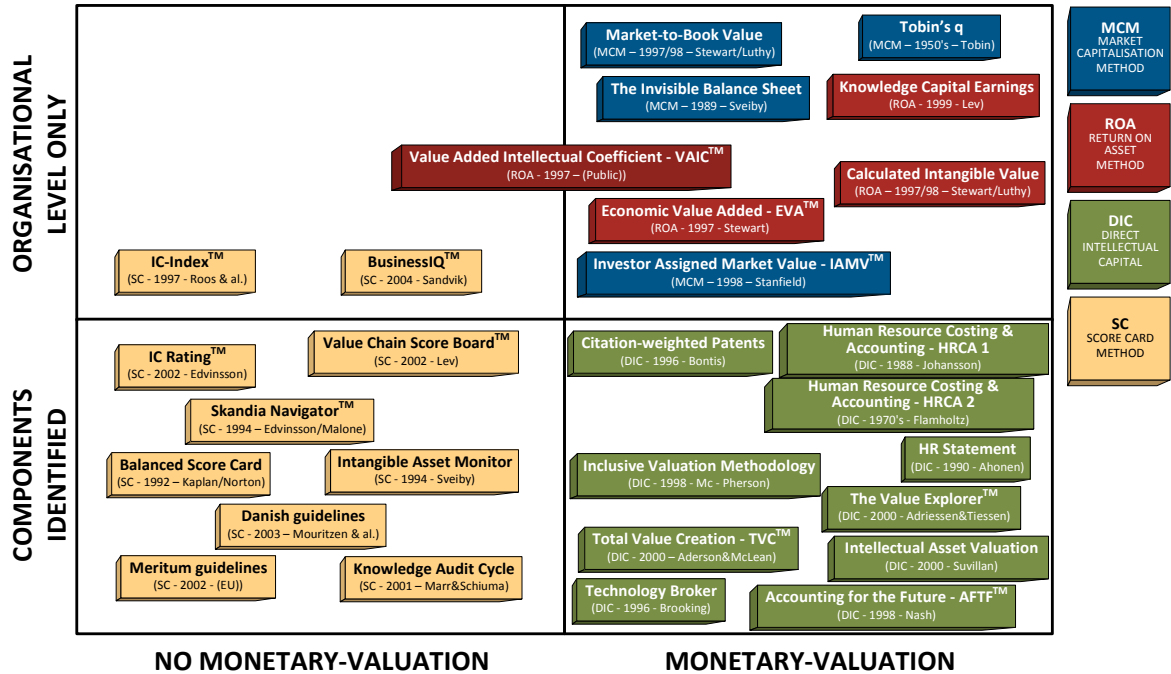 ORGANISATIONAL
LEVEL ONLY
Market-to-Book Value
(MCM – 1997/98 – Stewart/Luthy)
Tobin's q
(MCM – 1950's – Tobin)
The Invisible Balance Sheet
(MCM – 1989 – Sveiby)
Knowledge Capital Earnings
(ROA – 1999 - Lev)
Value Added Intellectual Coefficient - VAIC™
(ROA - 1997 – (Public))
Calculated Intangible Value
(ROA – 1997/98 – Stewart/Luthy)
Economic Value Added - EVA™
(ROA - 1997 - Stewart)
IC-Index™
(SC - 1997 - Roos & al.)
BusinessIQ™
(SC - 2004 - Sandvik)
Investor Assigned Market Value - IAMV™
(MCM – 1998 – Stanfield)
COMPONENTS
IDENTIFIED
IC Rating™
(SC - 2002 - Edvinsson)
Value Chain Score Board™
(SC - 2002 - Lev)
Skandia Navigator™
(SC - 1994 – Edvinsson/Malone)
Balanced Score Card
(SC - 1992 – Kaplan/Norton)
Intangible Asset Monitor
(SC - 1994 - Sveiby)
Danish guidelines
(SC - 2003 – Mouritzen & al.)
Meritum guidelines
(SC - 2002 - (EU))
Knowledge Audit Cycle
(SC - 2001 – Marr&Schiuma)
Citation-weighted Patents
(DIC - 1996 - Bontis)
Human Resource Costing &
Accounting - HRCA 1
(DIC - 1988 - Johansson)
Human Resource Costing &
Accounting - HRCA 2
(DIC - 1970's - Flamholtz)
HR Statement
(DIC - 1990 - Ahonen)
Inclusive Valuation Methodology
(DIC - 1998 - Mc - Pherson)
The Value Explorer™
(DIC - 2000 - Adriessen&Tiessen)
Total Value Creation - TVC™
(DIC – 2000 – Aderson&McLean)
Intellectual Asset Valuation
(DIC - 2000 - Suvillan)
Technology Broker
(DIC - 1996 - Brooking)
Accounting for the Future - AFTF™
(DIC - 1998 - Nash)
NO MONETARY-VALUATION
MONETARY-VALUATION
MCM
MARKET
CAPITALISATION
METHOD
ROA
RETURN ON
ASSET
METHOD
DIC
DIRECT
INTELLECTUAL
CAPITAL
SC
SCORE CARD
METHOD